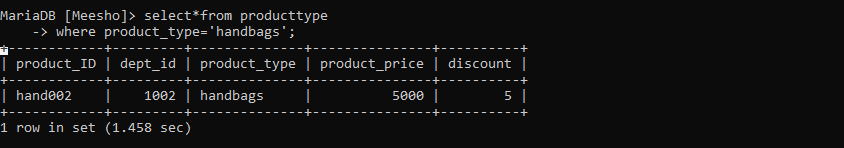 MariaDB [Meesho]> select*from producttype
    -> where product_type='handbags';
+------------+---------+--------------+---------------+----------+
| product_ID | dept_id | product_type | product_price | discount |
+------------+---------+--------------+---------------+----------+
| hand002    |    1002 | handbags     |          5000 |        5 |
+------------+---------+--------------+---------------+----------+
1 row in set (1.458 sec)